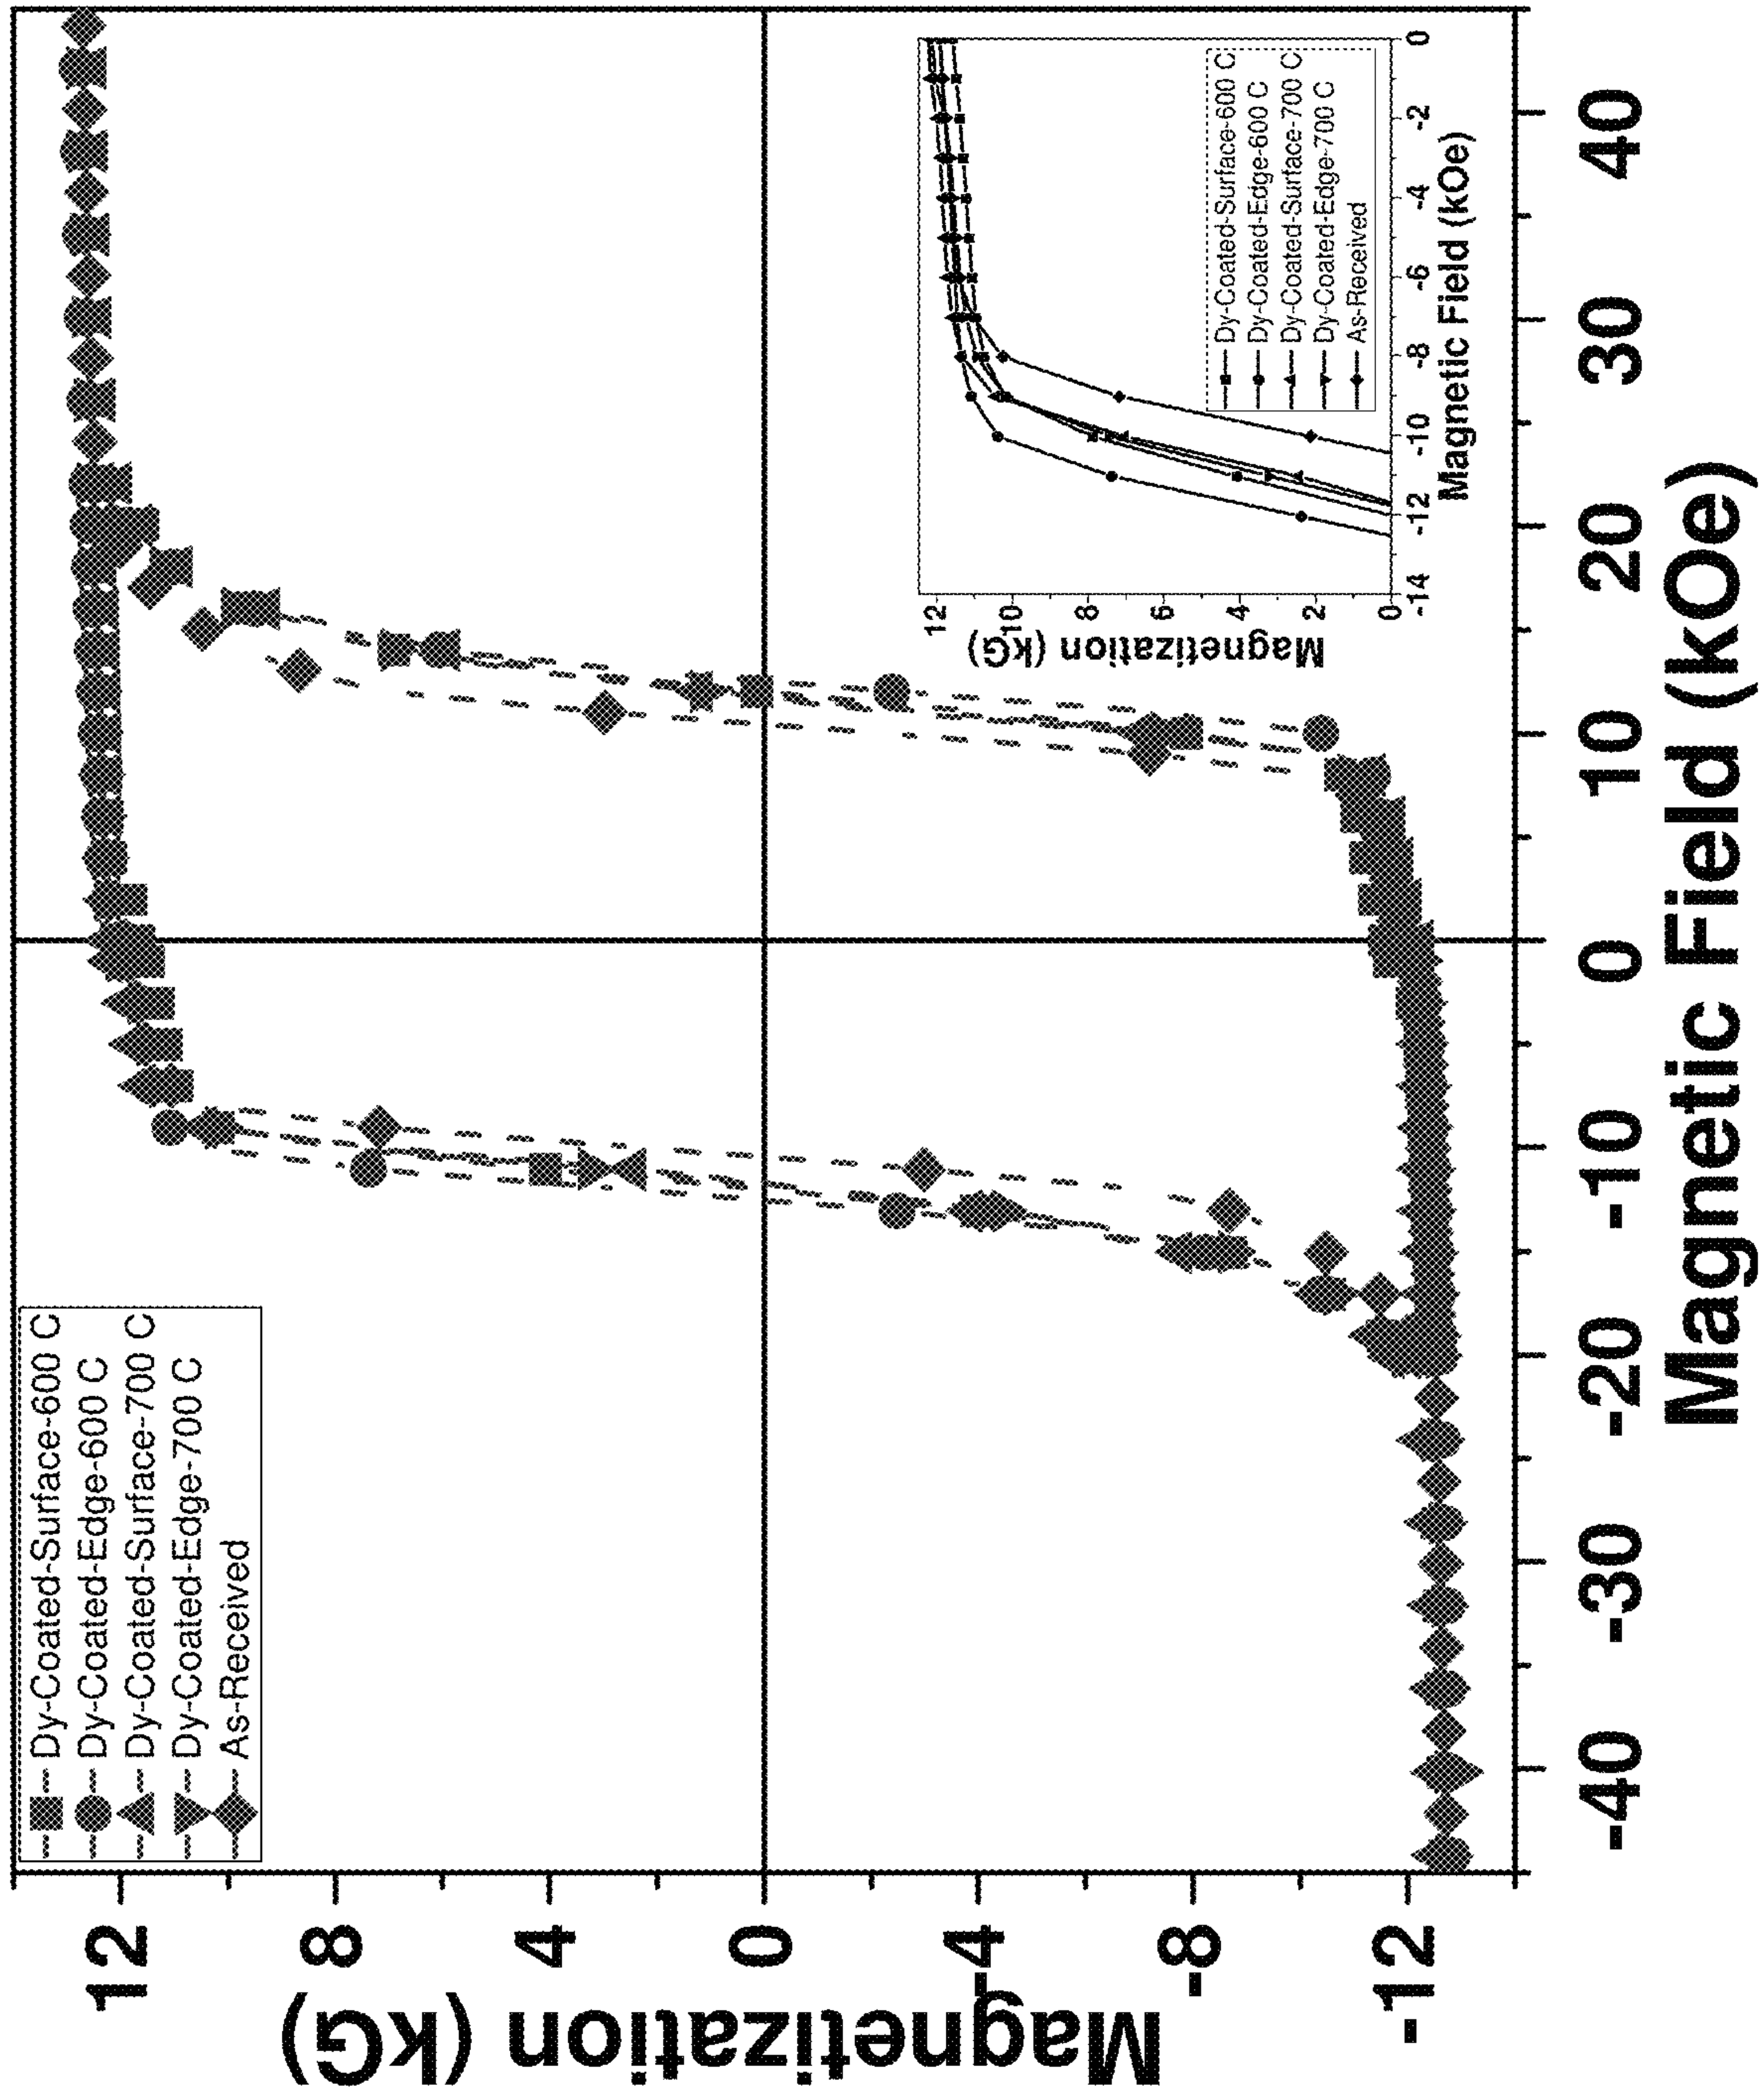 Dy-Coated-Surface-600 C
Dy-Coated-Edge-600 C
Dy-Coated-Surface-700 C
Dy-Coated-Edge-700 C
As-Received
Magnetization (kG)
12
8
4
0
-4
-8
-12
-40
-30
-20
-10
0
10
20
30
40
Magnetic Field (kOe)
Magnetization (kG)
12
10
8
6
4
2
0
-14
-12
-10
-8
-6
-4
-2
0
Magnetic Field (kOe)
Dy-Coated-Surface-600 C
Dy-Coated-Edge-600 C
Dy-Coated-Surface-700 C
Dy-Coated-Edge-700 C
As-Received